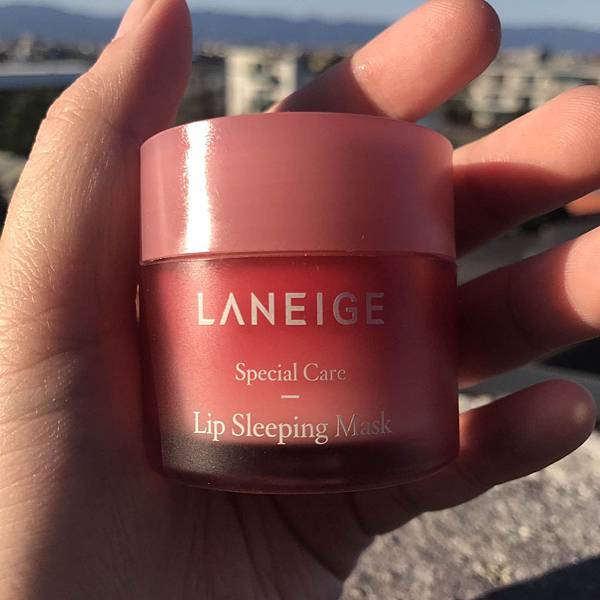 LANEIGE
Special Care
Lip Sleeping Mask